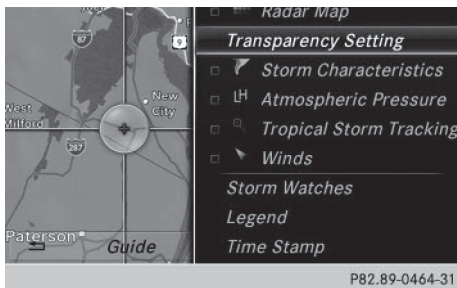 Radar Map
87
9
Transparency Setting
Storm Characteristics
New
City
LH Atmospheric Pressure
West
Milford
Tropical Storm Tracking
287
Winds
Storm Watches
Legend
Paterson
Guide
Time Stamp
P82.89-0464-31